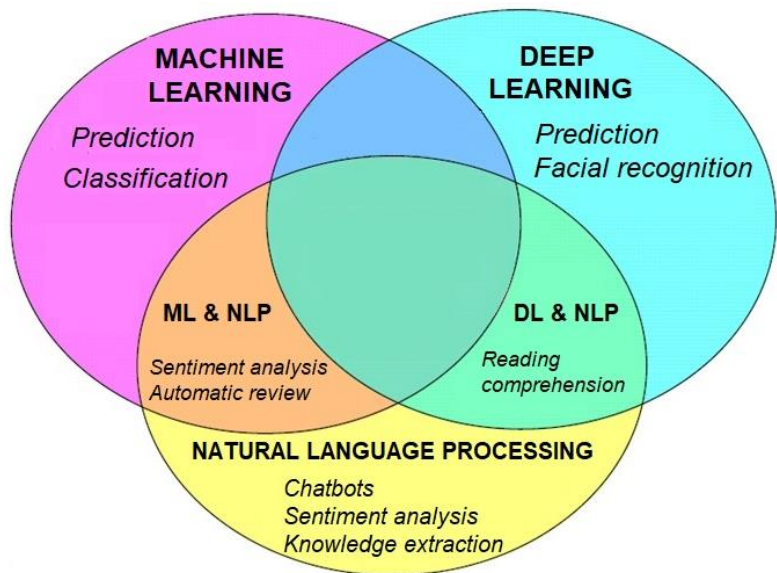 MACHINE
LEARNING
Prediction
Classification
DEEP
LEARNING
Prediction
Facial recognition
ML & NLP
Sentiment analysis
Automatic review
DL & NLP
Reading
comprehension
NATURAL LANGUAGE PROCESSING
Chatbots
Sentiment analysis
Knowledge extraction